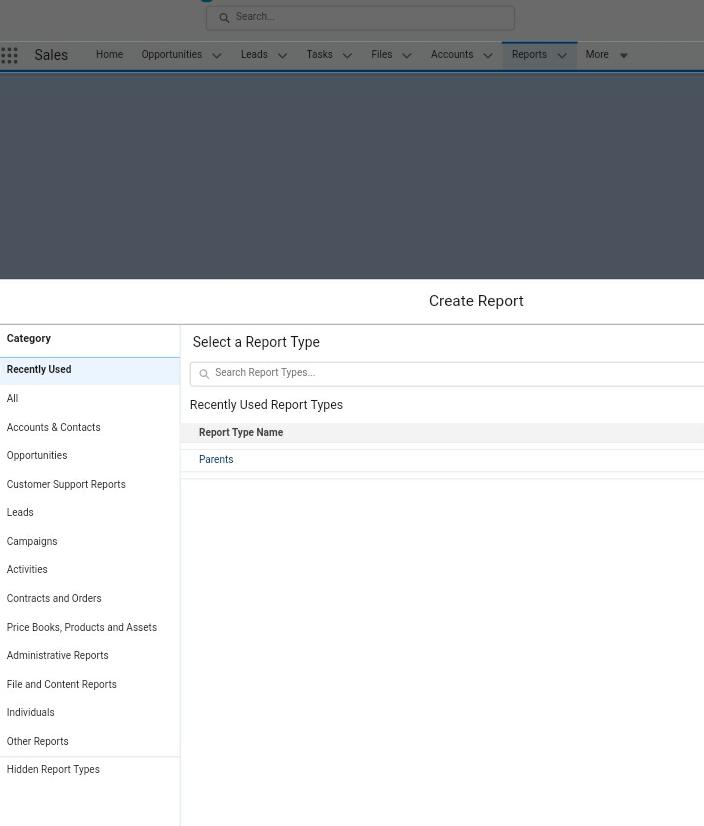 Search...
Sales Home Opportunities Leads Tasks Files Accounts Reports More
Create Report
Category
Recently Used
All
Accounts & Contacts
Opportunities
Customer Support Reports
Leads
Campaigns
Activities
Contracts and Orders
Price Books, Products and Assets
Administrative Reports
File and Content Reports
Individuals
Other Reports
Hidden Report Types
Select a Report Type
Search Report Types...
Recently Used Report Types
Report Type Name
Parents